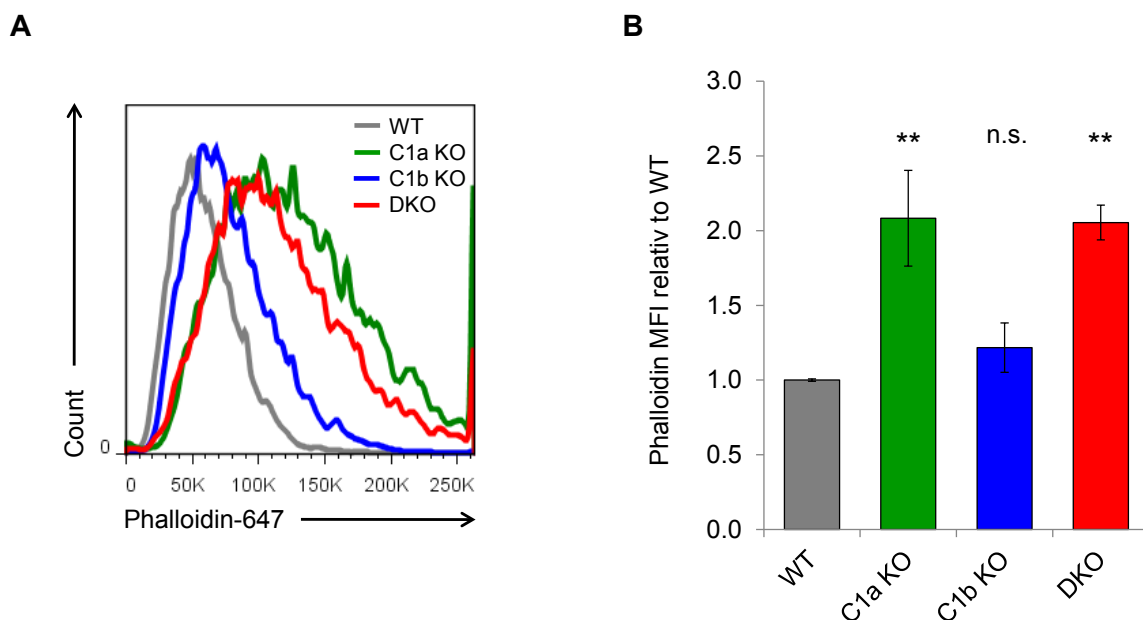 A
WT
C1a KO
C1b KO
DKO
Count
0
0 50K 100K 150K 200K 250K
Phalloidin-647
B
Phalloidin MFI relativ to WT
3.0
2.5
2.0
1.5
1.0
0.5
0.0
** n.s. **
WT C1a KO C1b KO DKO